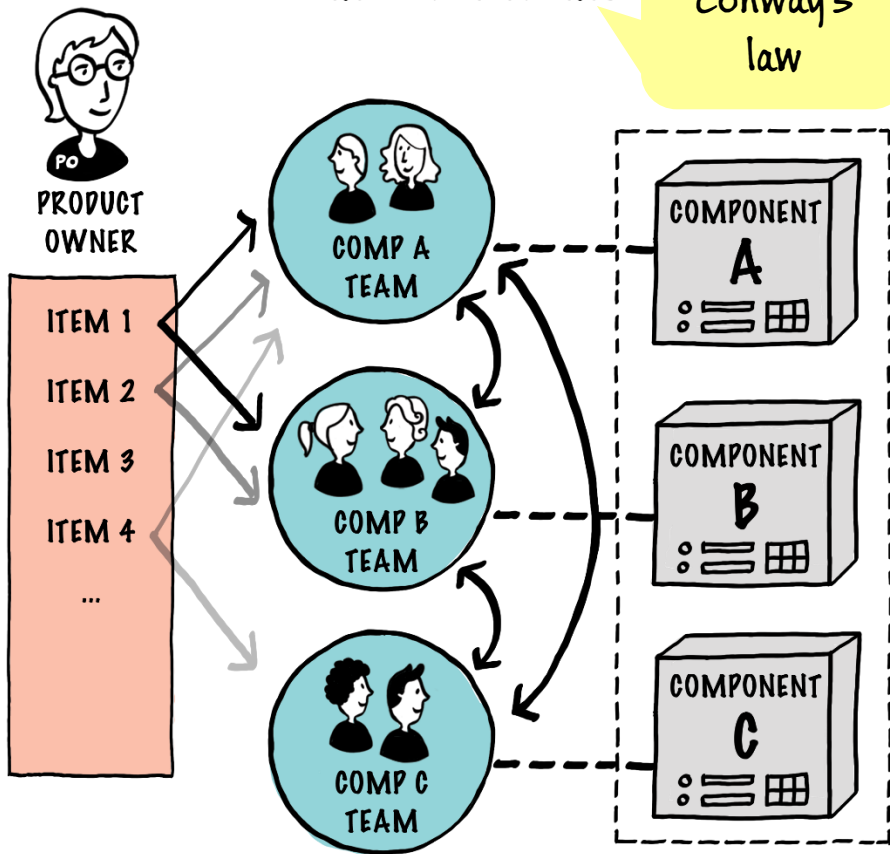 Conway's
law
PO
PRODUCT
OWNER
ITEM 1
ITEM 2
ITEM 3
ITEM 4
...
COMP A
TEAM
COMP B
TEAM
COMP C
TEAM
COMPONENT
A
COMPONENT
B
COMPONENT
C